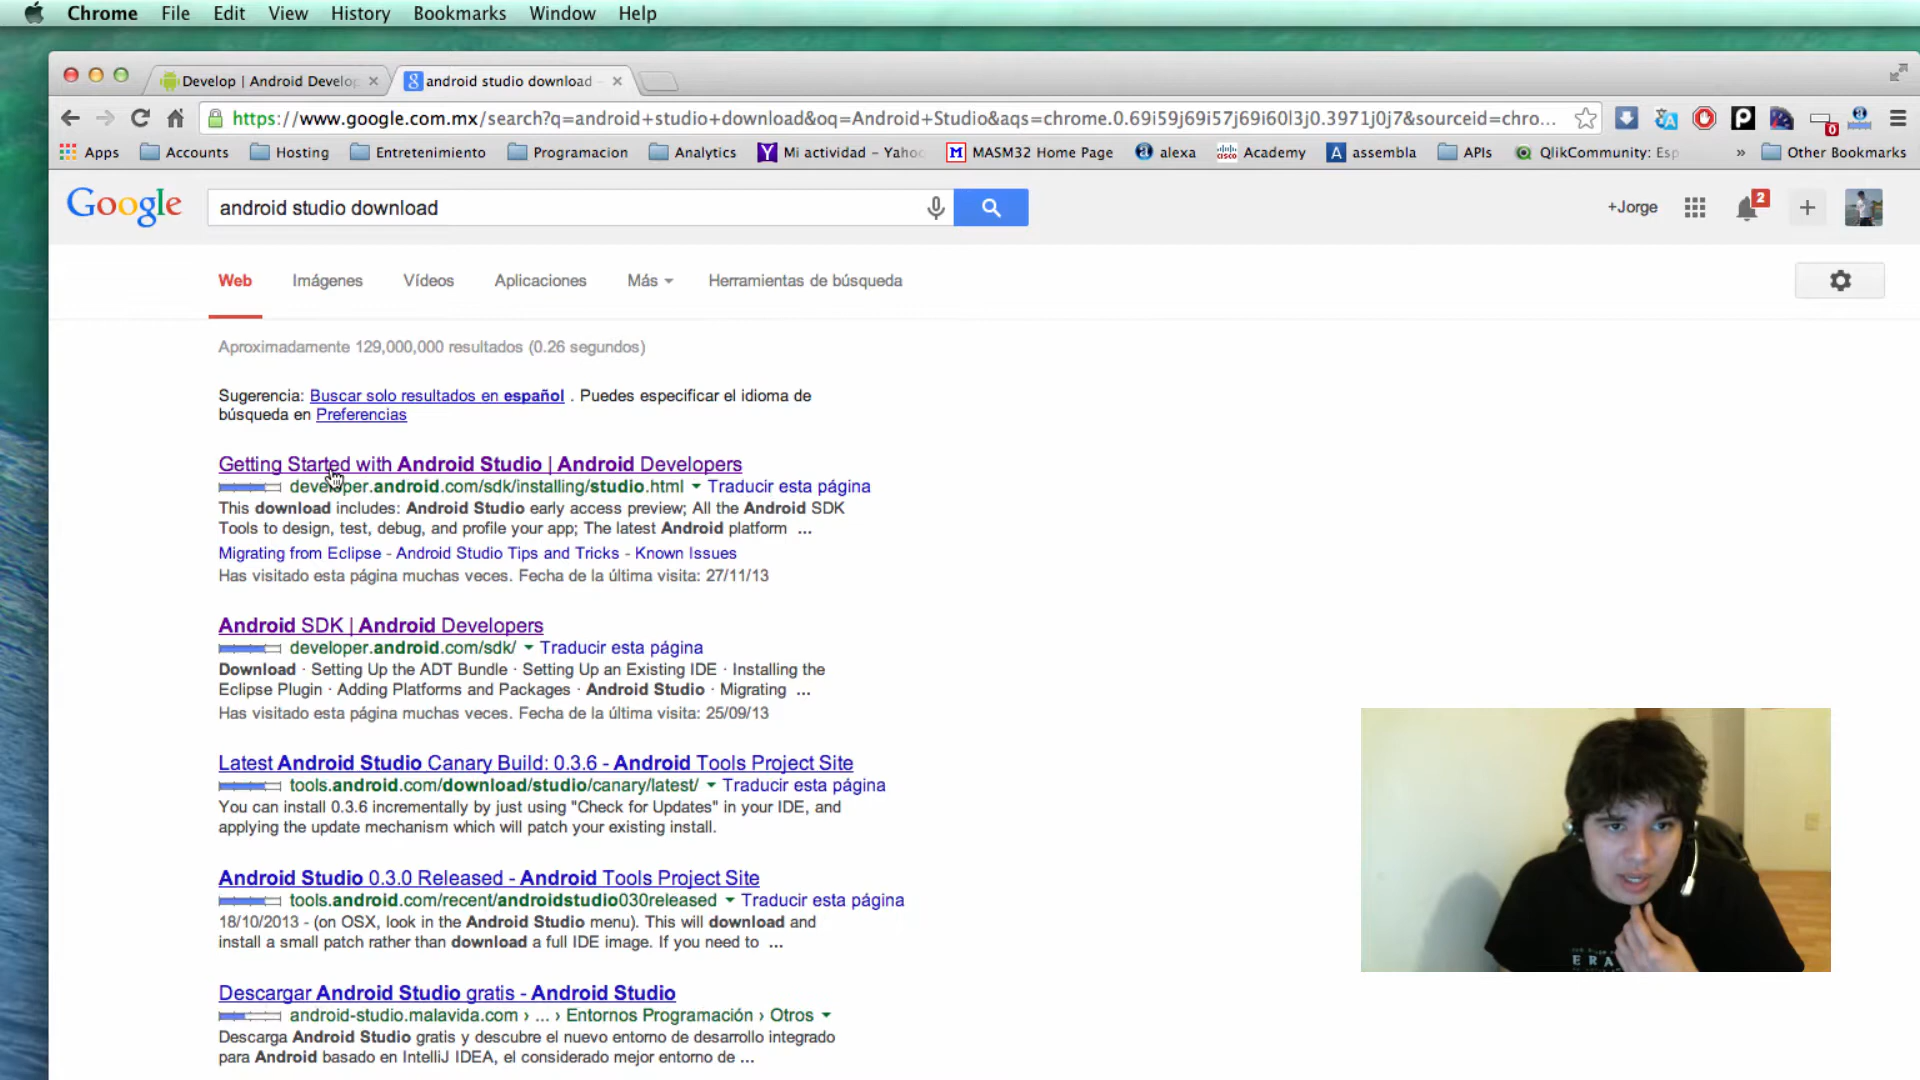 Chrome File Edit View History Bookmarks Window Help
Develop | Android Develop
android studio download
https://www.google.com.mx/search?q=android+studio+download&oq=Android+Studio&aqs=chrome.0.69i59j69i57j69i60l3j0.3971j0j7&sourceid=chro...
0
Apps Accounts Hosting Entretenimiento Programacion Analytics Mi actividad - Yahoo MASM32 Home Page alexa Academy assembla APIs QlikCommunity: Esp » Other Bookmarks
Google
android studio download
+Jorge
2
Web Imágenes Vídeos Aplicaciones Más Herramientas de búsqueda
Aproximadamente 129,000,000 resultados (0.26 segundos)
Sugerencia: Buscar solo resultados en español . Puedes especificar el idioma de
búsqueda en Preferencias
Getting Started with Android Studio | Android Developers
developer.android.com/sdk/installing/studio.html Traducir esta página
This download includes: Android Studio early access preview; All the Android SDK
Tools to design, test, debug, and profile your app; The latest Android platform ...
Migrating from Eclipse - Android Studio Tips and Tricks - Known Issues
Has visitado esta página muchas veces. Fecha de la última visita: 27/11/13
Android SDK | Android Developers
developer.android.com/sdk/ Traducir esta página
Download · Setting Up the ADT Bundle · Setting Up an Existing IDE · Installing the
Eclipse Plugin · Adding Platforms and Packages · Android Studio · Migrating ...
Has visitado esta página muchas veces. Fecha de la última visita: 25/09/13
Latest Android Studio Canary Build: 0.3.6 - Android Tools Project Site
tools.android.com/download/studio/canary/latest/ Traducir esta página
You can install 0.3.6 incrementally by just using "Check for Updates" in your IDE, and
applying the update mechanism which will patch your existing install.
Android Studio 0.3.0 Released - Android Tools Project Site
tools.android.com/recent/androidstudio030released Traducir esta página
18/10/2013 - (on OSX, look in the Android Studio menu). This will download and
install a small patch rather than download a full IDE image. If you need to ...
Descargar Android Studio gratis - Android Studio
android-studio.malavida.com › ... › Entornos Programación › Otros
Descarga Android Studio gratis y descubre el nuevo entorno de desarrollo integrado
para Android basado en IntelliJ IDEA, el considerado mejor entorno de ...
ERA